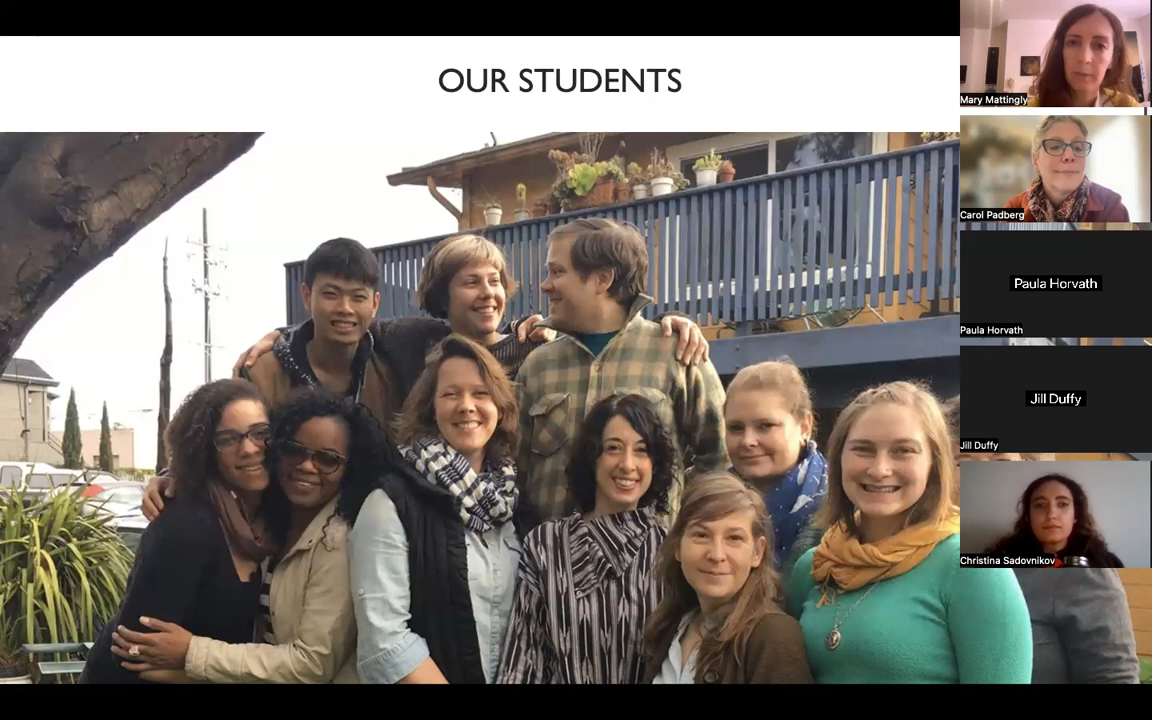 OUR STUDENTS
Mary Mattingly
Carol Padberg
Paula Horvath
Paula Horvath
Jill Duffy
Jill Duffy
Christina Sadovnikov